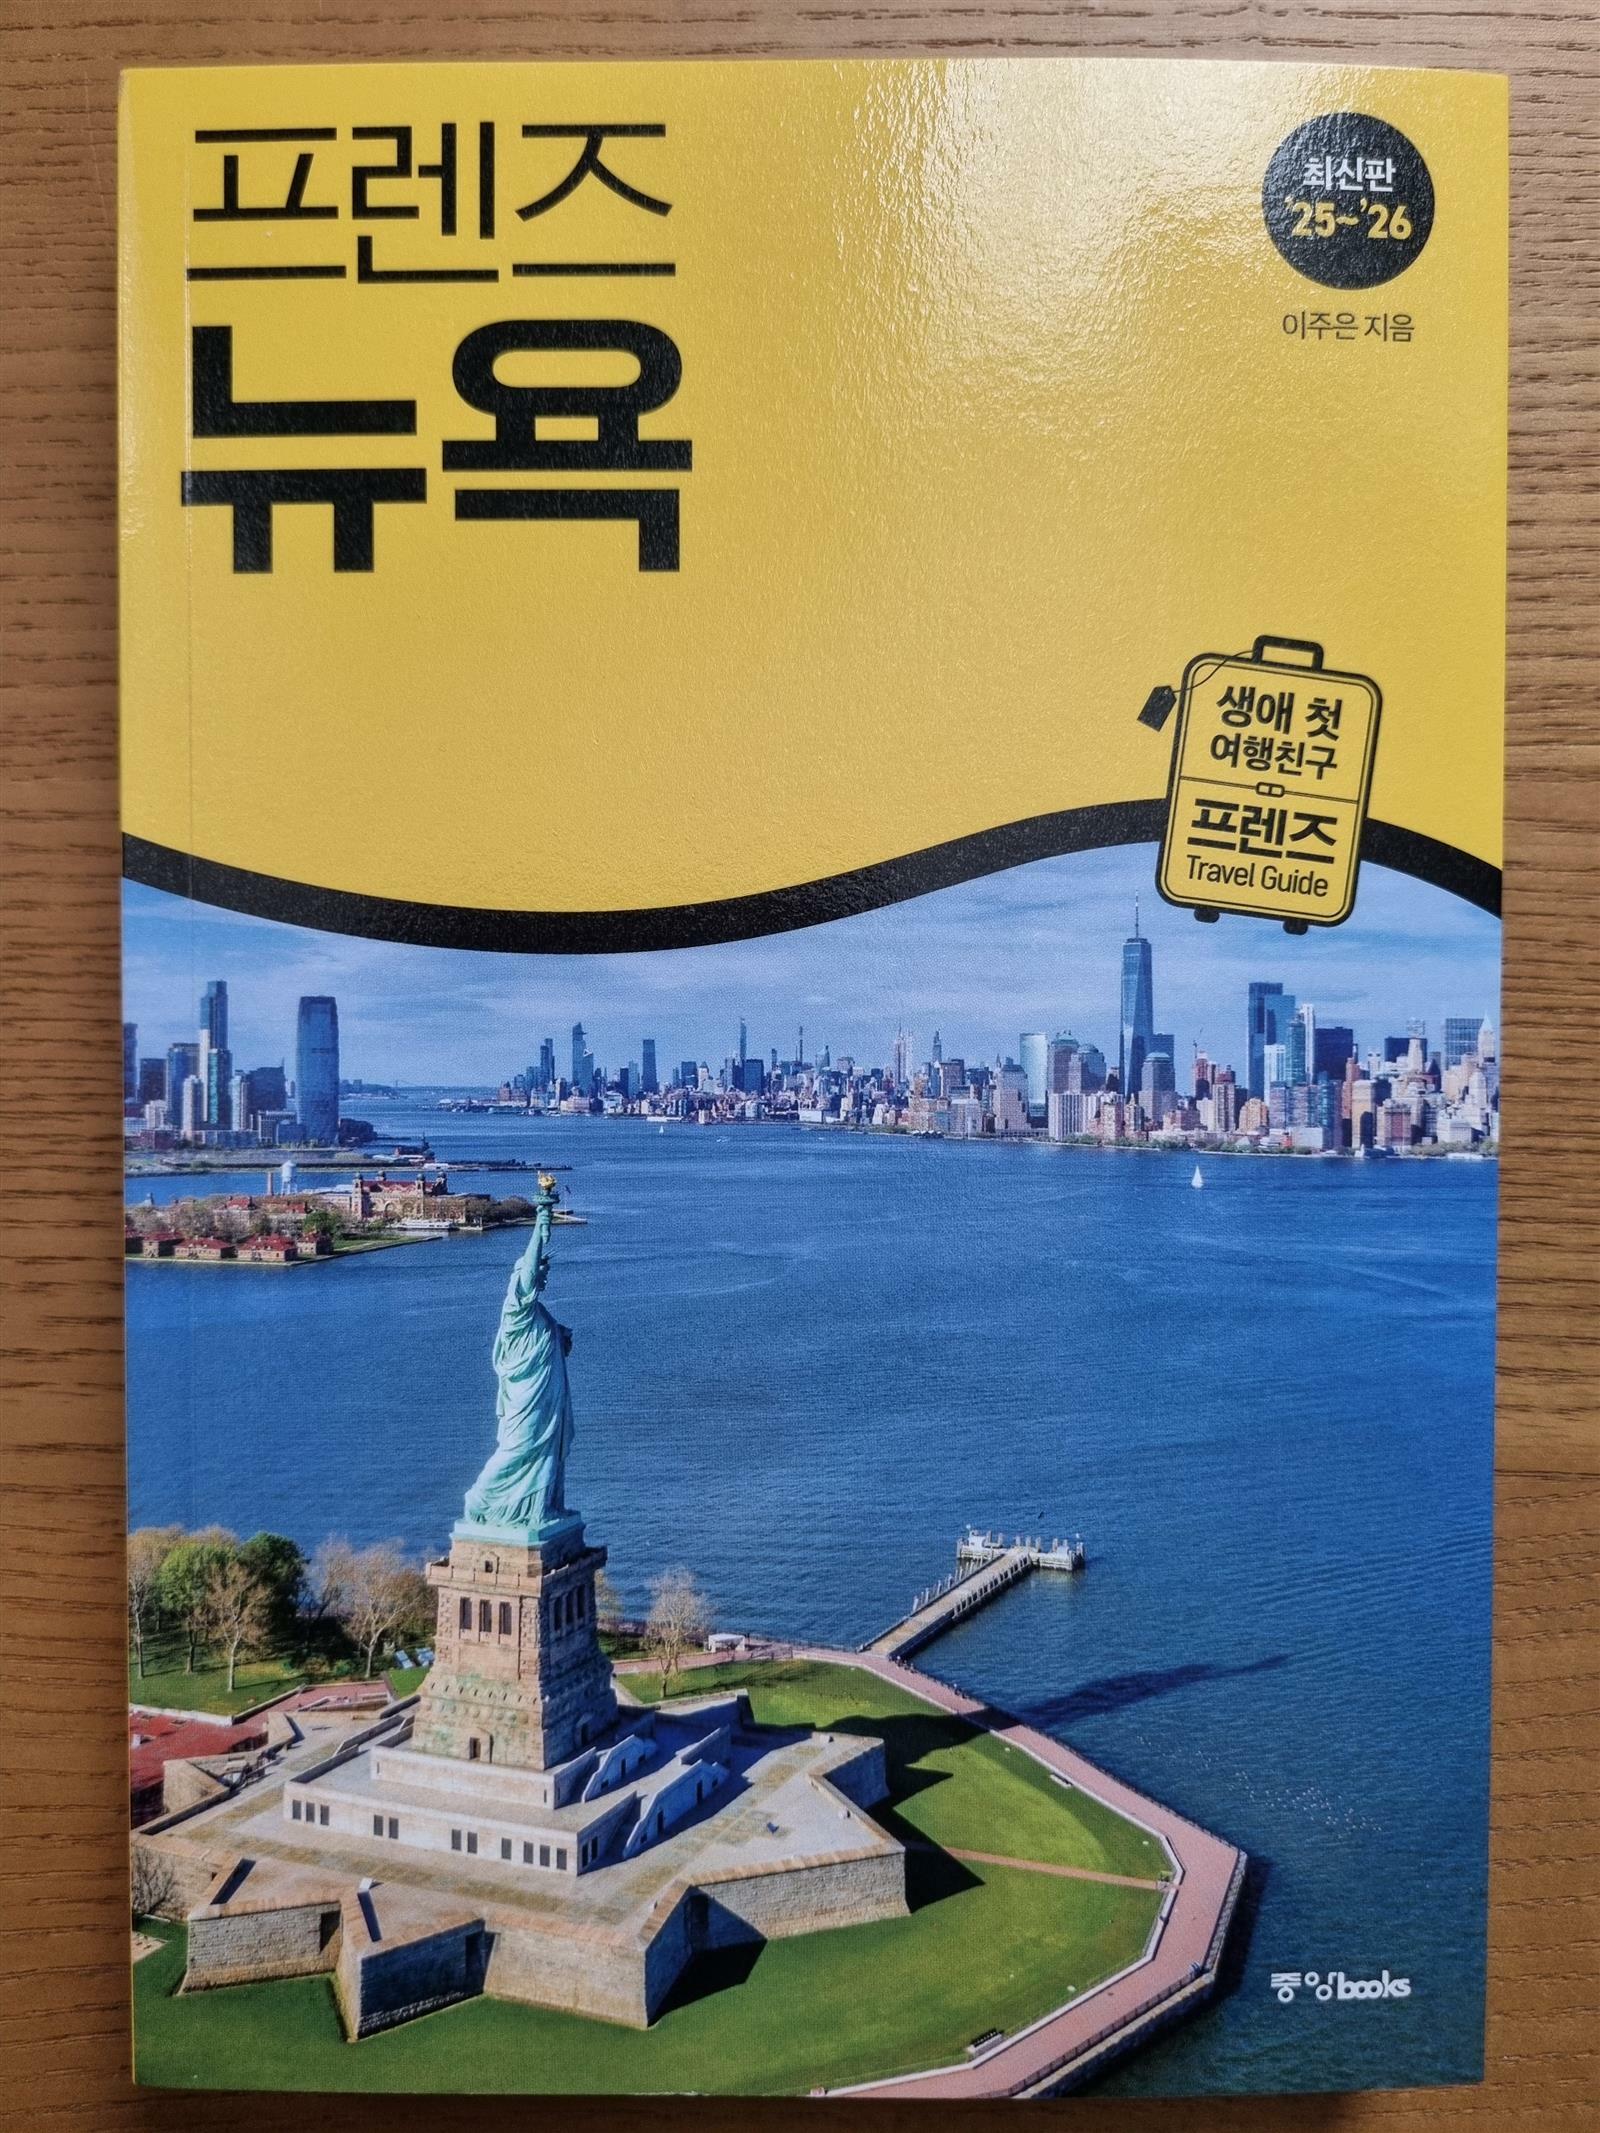 프렌즈
뉴욕
최신판
'25~'26
이주은 지음
생애 첫
여행친구
프렌즈
Travel Guide
중앙books